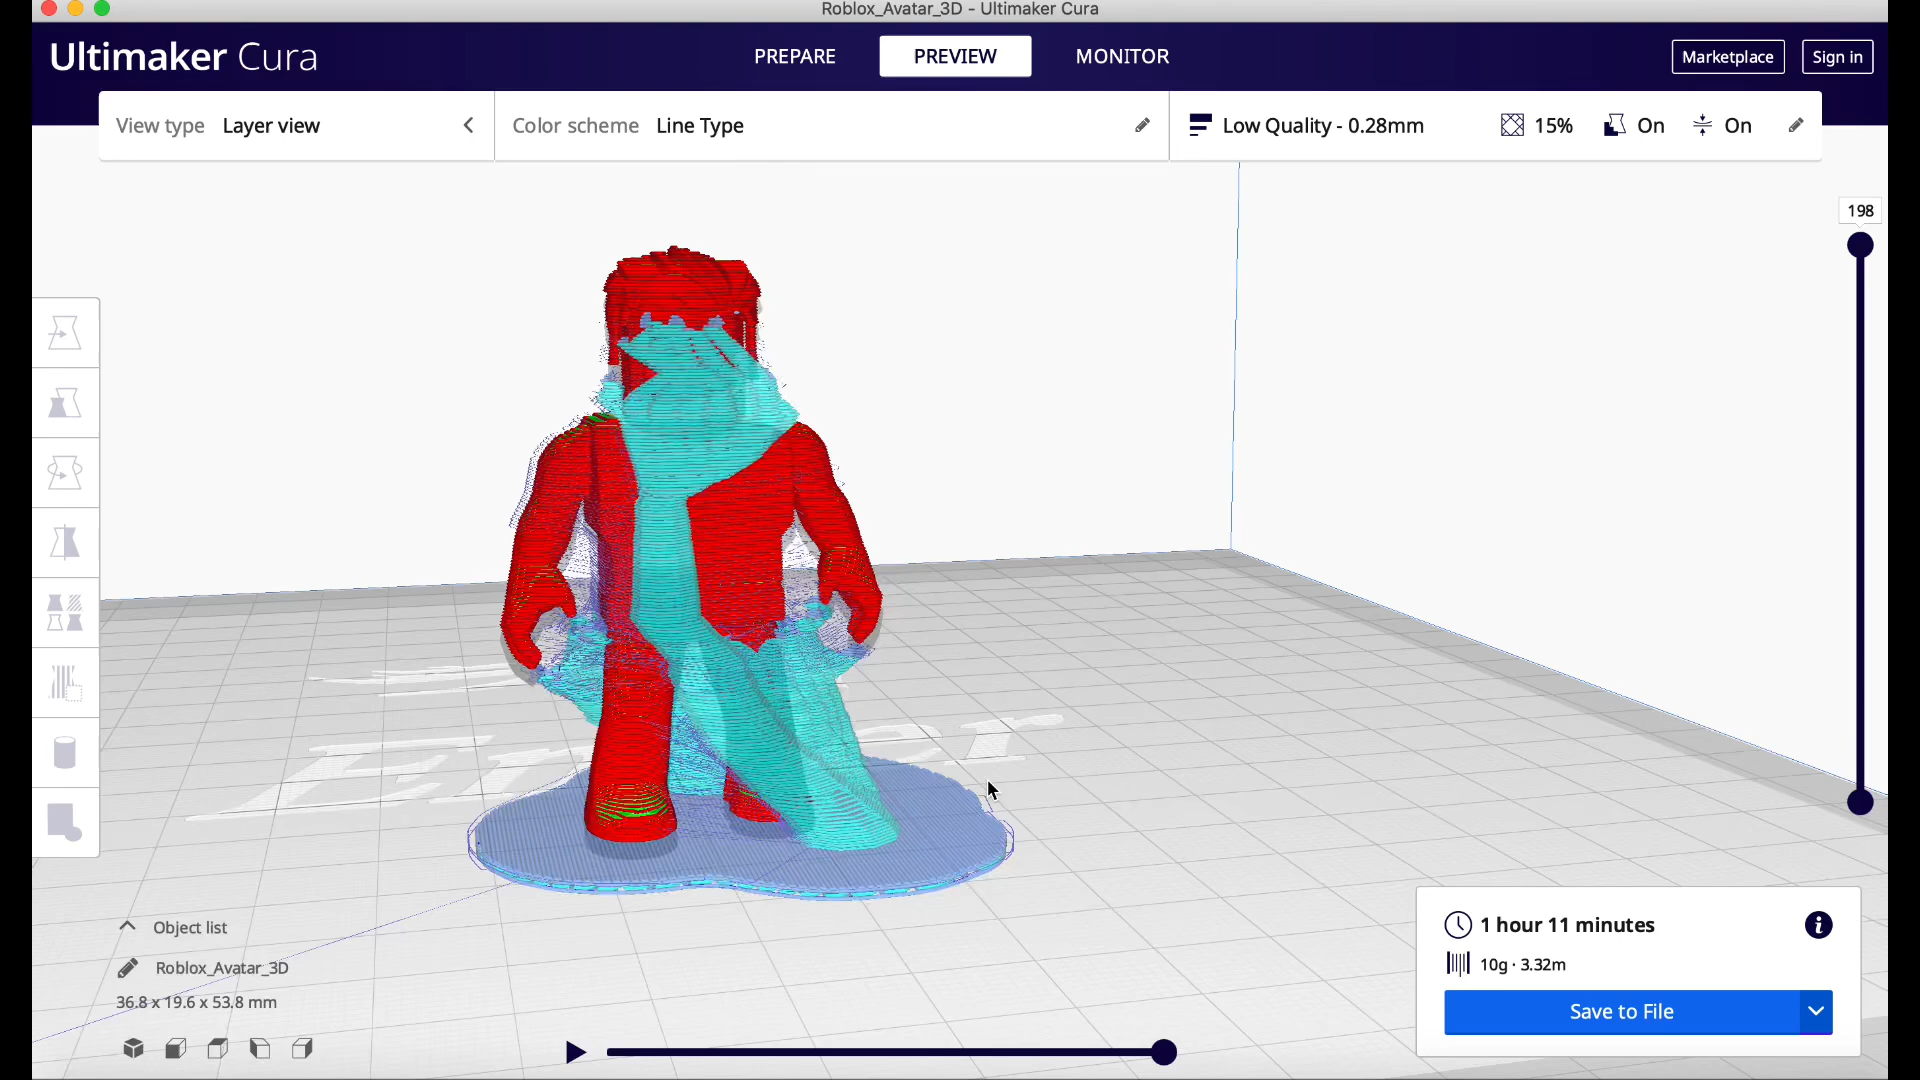 Roblox_Avatar_3D - Ultimaker Cura
Ultimaker Cura
PREPARE
PREVIEW
MONITOR
Marketplace
Sign in
View type Layer view
Color scheme Line Type
Low Quality - 0.28mm
15%
On
On
198
Object list
Roblox_Avatar_3D
36.8 x 19.6 x 53.8 mm
1 hour 11 minutes
10g · 3.32m
Save to File